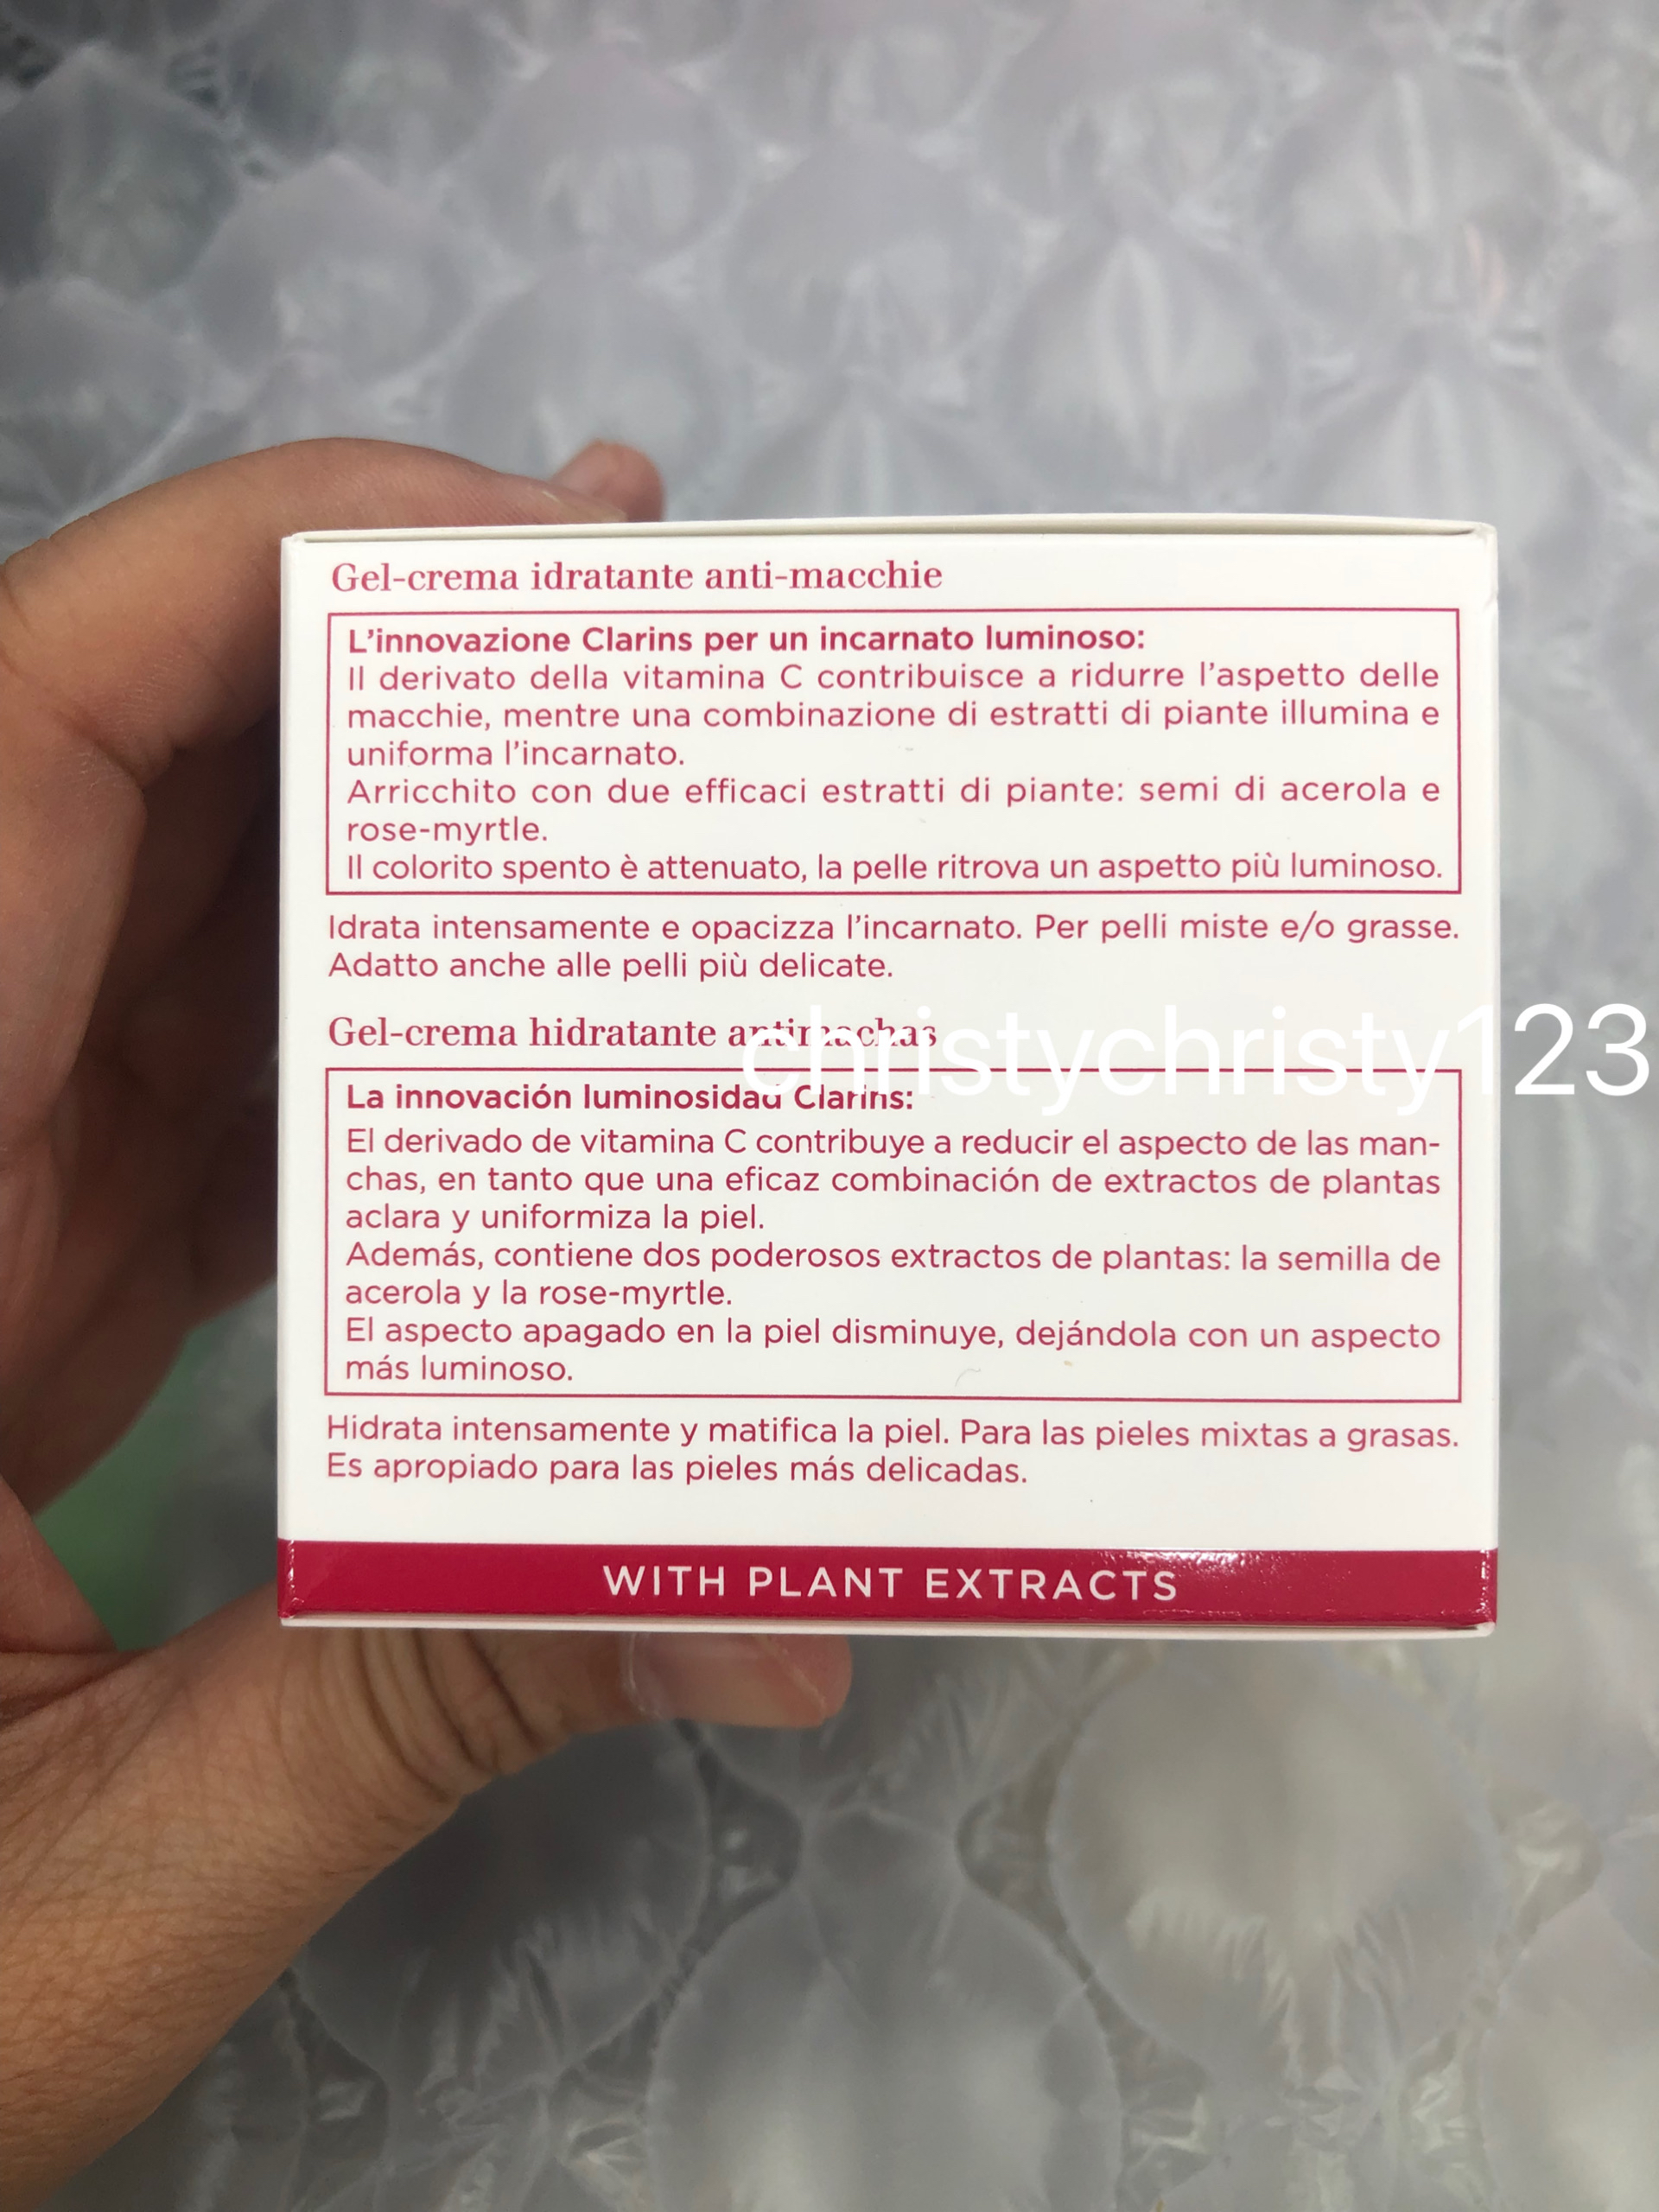 Gel-crema idratante anti-macchie
L'innovazione Clarins per un incarnato luminoso:
Il derivato della vitamina C contribuisce a ridurre l'aspetto delle
macchie, mentre una combinazione di estratti di piante illumina e
uniforma l'incarnato.
Arricchito con due efficaci estratti di piante: semi di acerola e
rose-myrtle.
Il colorito spento è attenuato, la pelle ritrova un aspetto più luminoso.
Idrata intensamente e opacizza l'incarnato. Per pelli miste e/o grasse.
Adatto anche alle pelli più delicate.
Gel-crema hidratante antimachas
christychristy123
La innovación luminosidad Clarins:
El derivado de vitamina C contribuye a reducir el aspecto de las man-
chas, en tanto que una eficaz combinación de extractos de plantas
aclara y uniformiza la piel.
Además, contiene dos poderosos extractos de plantas: la semilla de
acerola y la rose-myrtle.
El aspecto apagado en la piel disminuye, dejándola con un aspecto
más luminoso.
Hidrata intensamente y matifica la piel. Para las pieles mixtas a grasas.
Es apropiado para las pieles más delicadas.
WITH PLANT EXTRACTS